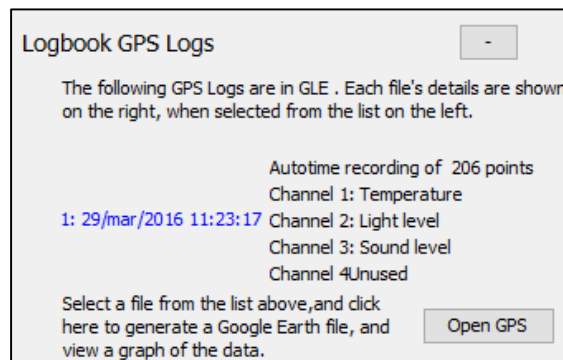 Logbook GPS Logs
-
The following GPS Logs are in GLE . Each file's details are shown
on the right, when selected from the list on the left.
Autotime recording of 206 points
Channel 1: Temperature
1: 29/mar/2016 11:23:17 Channel 2: Light level
Channel 3: Sound level
Channel 4Unused
Select a file from the list above,and click
here to generate a Google Earth file, and
view a graph of the data.
Open GPS